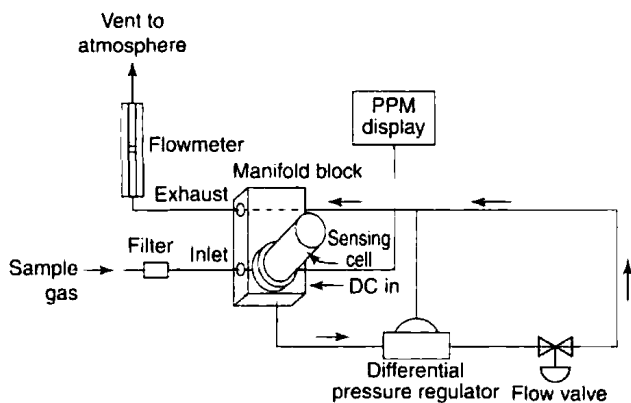 Vent to
atmosphere
PPM
display
Flowmeter
Manifold block
Exhaust
Filter
Inlet
Sensing
cell
Sample
gas
DC in
Differential
pressure regulator
Flow valve